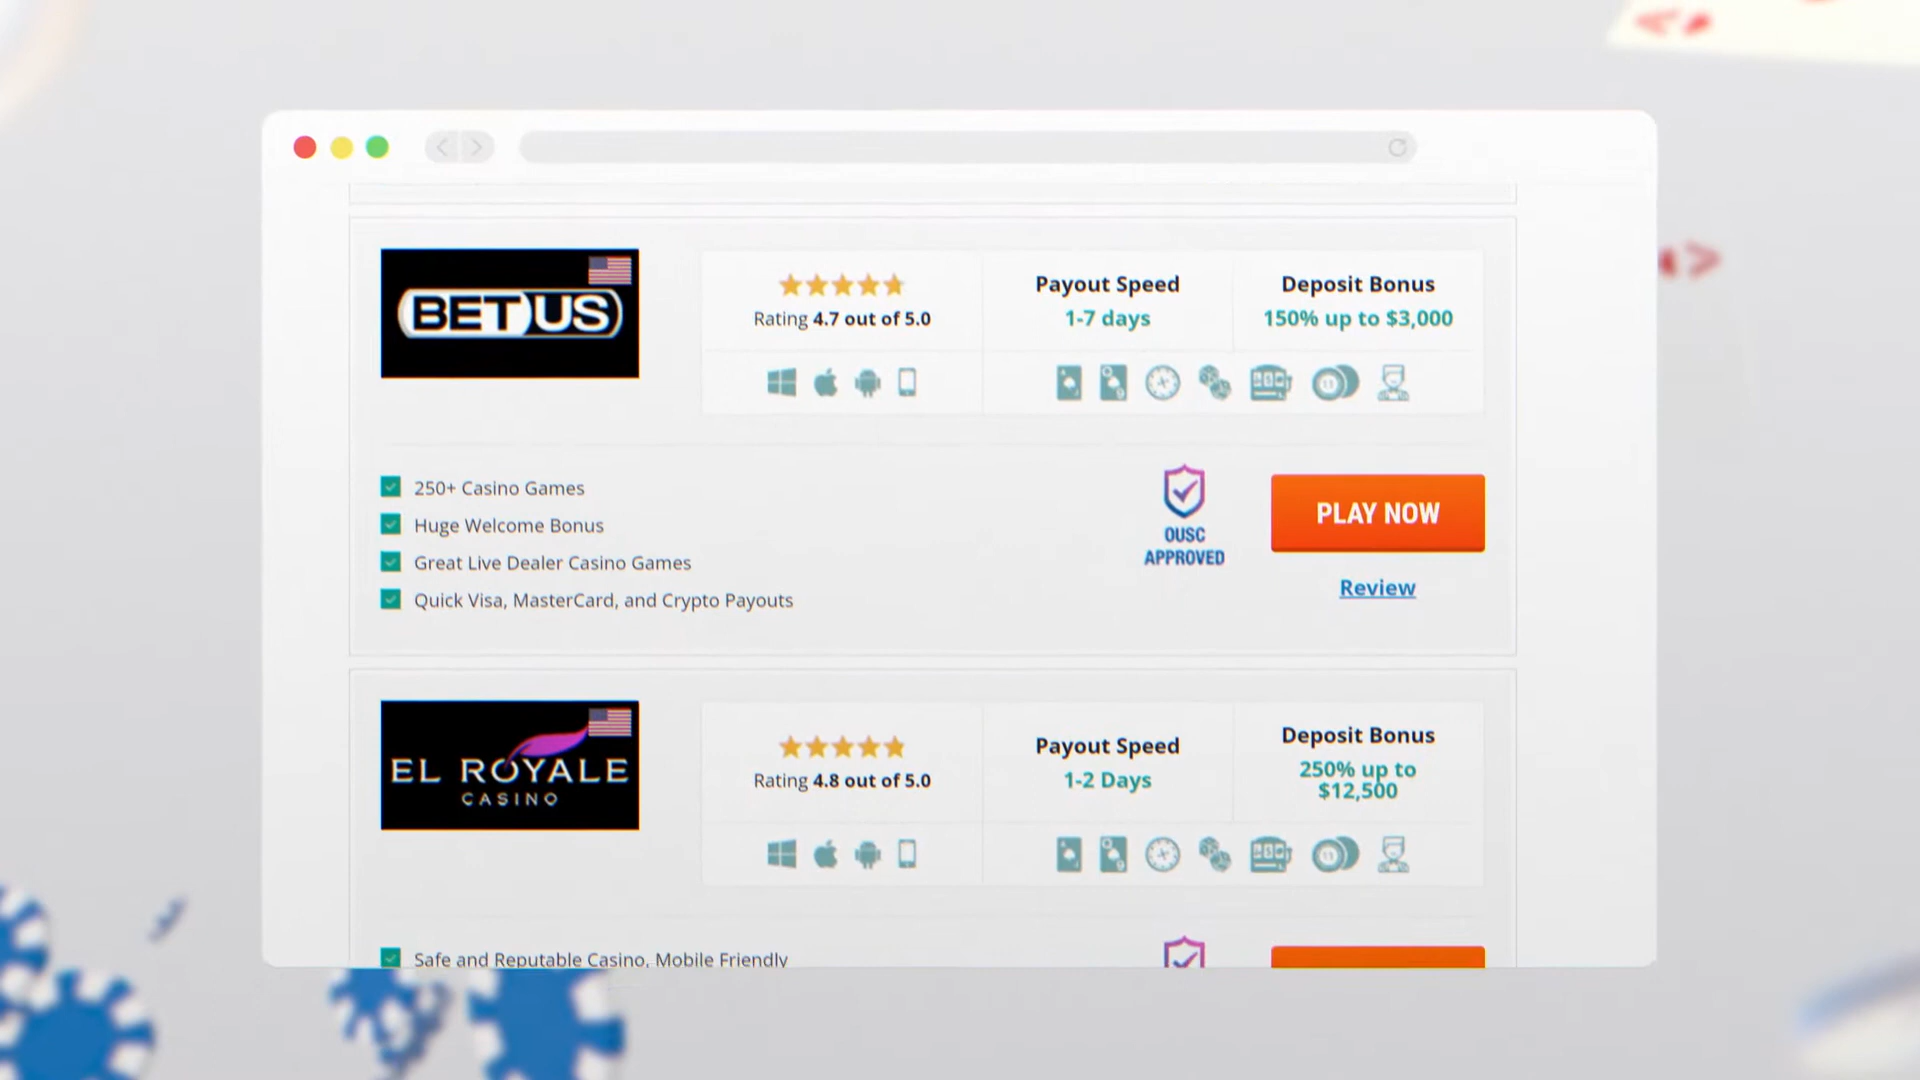 BETUS
Rating 4.7 out of 5.0
Payout Speed
1-7 days
Deposit Bonus
150% up to $3,000
250+ Casino Games
Huge Welcome Bonus
Great Live Dealer Casino Games
Quick Visa, MasterCard, and Crypto Payouts
OUSC
APPROVED
PLAY NOW
Review
EL ROYALE
CASINO
Rating 4.8 out of 5.0
Payout Speed
1-2 Days
Deposit Bonus
250% up to
$12,500
Safe and Reputable Casino, Mobile Friendly